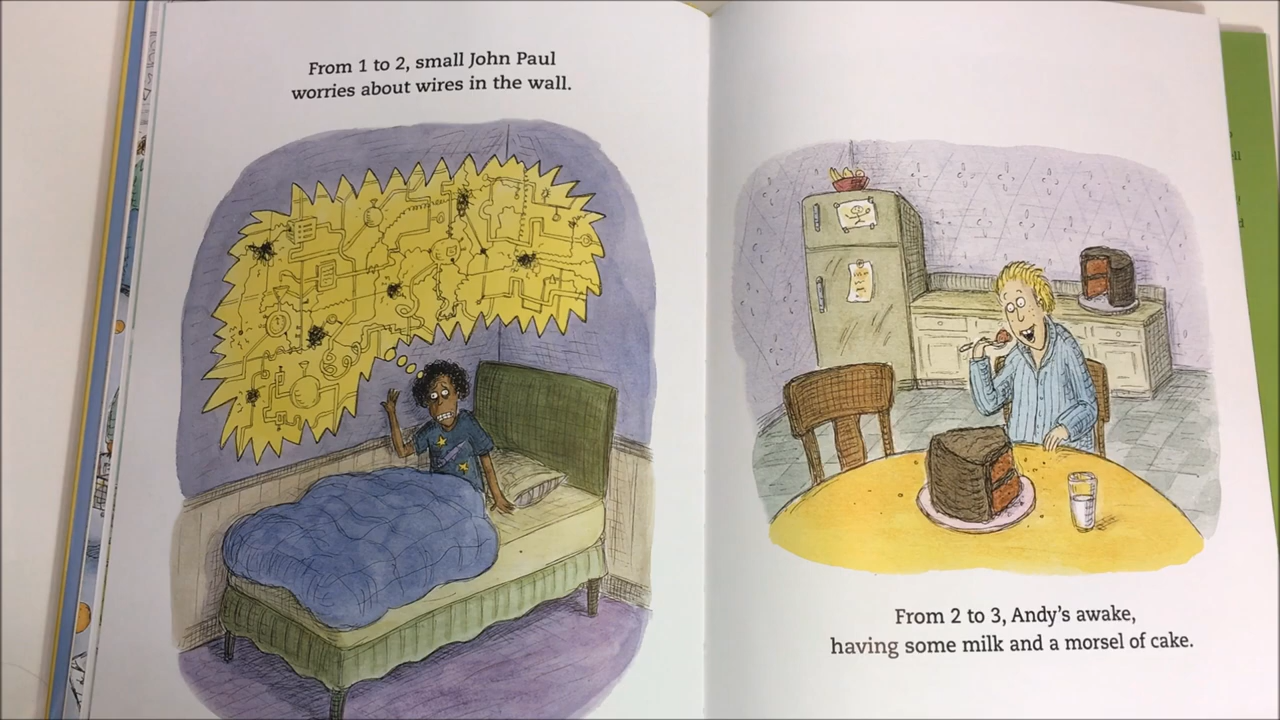 From 1 to 2, small John Paul
worries about wires in the wall.
From 2 to 3, Andy's awake,
having some milk and a morsel of cake.